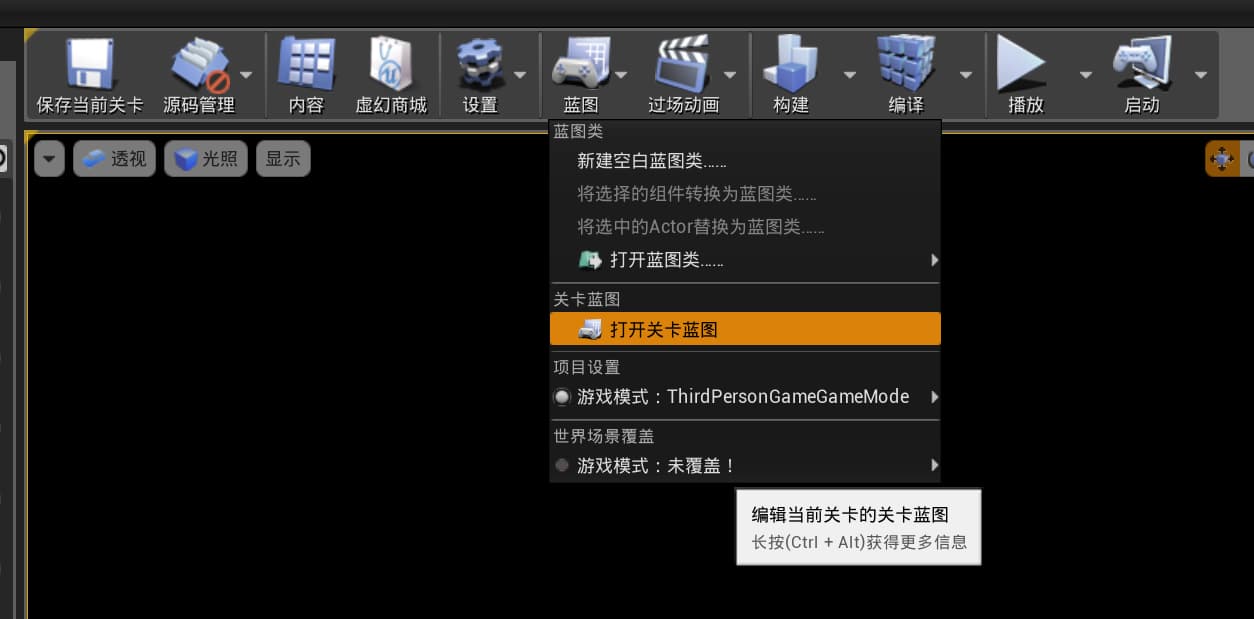 保存当前关卡 源码管理 内容 虚幻商城 设置 蓝图 过场动画 构建 编译 播放 启动
透视 光照 显示
蓝图类
新建空白蓝图类......
将选择的组件转换为蓝图类......
将选中的Actor替换为蓝图类......
打开蓝图类......
关卡蓝图
打开关卡蓝图
项目设置
游戏模式：ThirdPersonGameGameMode
世界场景覆盖
游戏模式：未覆盖！
编辑当前关卡的关卡蓝图
长按(Ctrl + Alt)获得更多信息